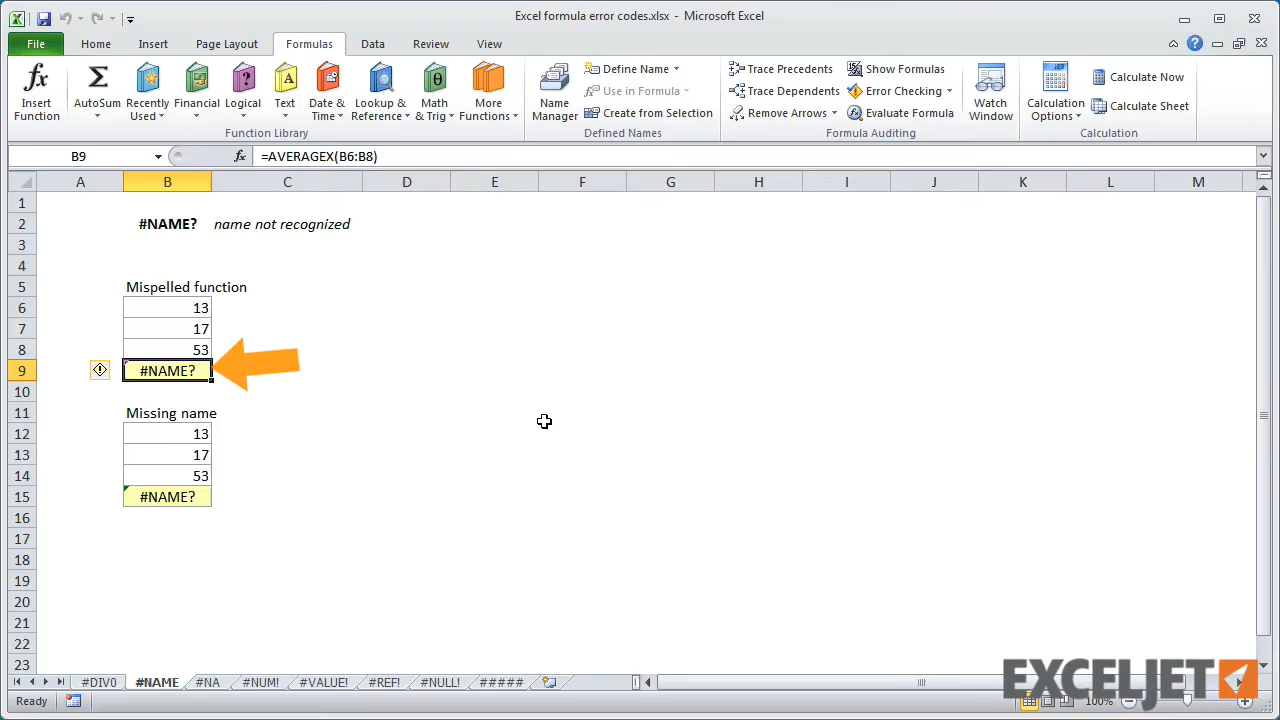 Excel formula error codes.xlsx - Microsoft Excel
File Home Insert Page Layout Formulas Data Review View
Insert Function
AutoSum
Recently Used
Financial
Logical
Text
Date & Time
Lookup & Reference
Math & Trig
More Functions
Function Library
Name Manager
Define Name
Use in Formula
Create from Selection
Defined Names
Trace Precedents
Trace Dependents
Remove Arrows
Show Formulas
Error Checking
Evaluate Formula
Formula Auditing
Watch Window
Calculation Options
Calculate Now
Calculate Sheet
Calculation
B9 fx =AVERAGEX(B6:B8)
A B C D E F G H I J K L M
1
2 #NAME? name not recognized
3
4
5 Mispelled function
6 13
7 17
8 53
9 #NAME?
10
11 Missing name
12 13
13 17
14 53
15 #NAME?
16
17
18
19
20
21
22
23
#DIV0 #NAME #NA #NUM! #VALUE! #REF! #NULL! #####
EXCELJET
Ready 100%